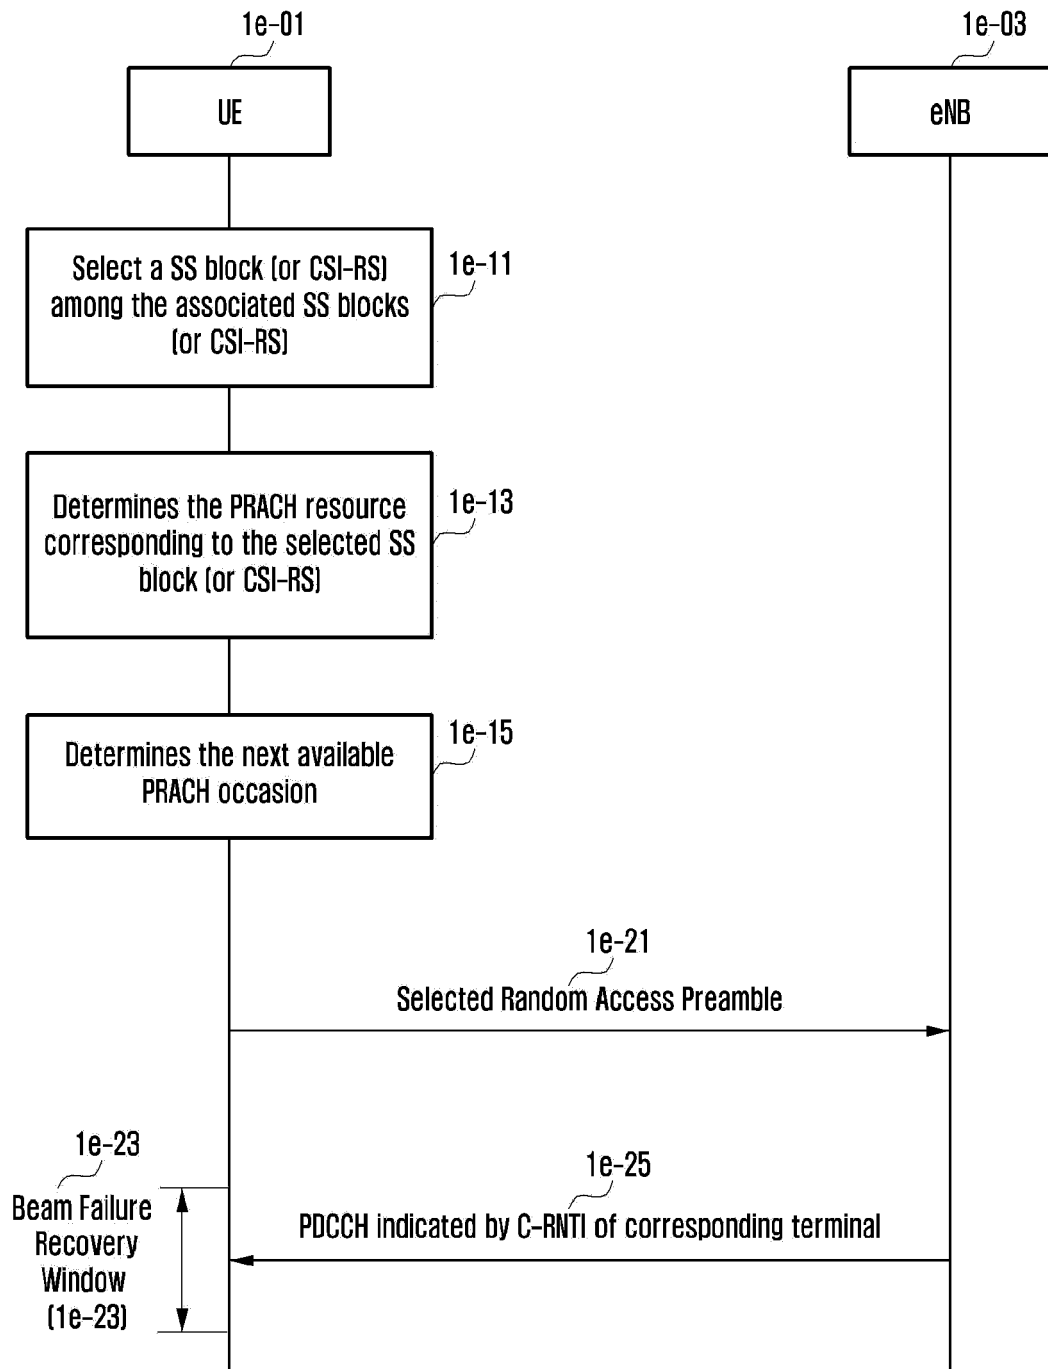 1e-01
1e-03
UE
eNB
1e-11
Select a SS block (or CSI-RS)
among the associated SS blocks
(or CSI-RS)
1e-13
Determines the PRACH resource
corresponding to the selected SS
block (or CSI-RS)
1e-15
Determines the next available
PRACH occasion
1e-21
Selected Random Access Preamble
1e-23
Beam Failure
Recovery
Window
(1e-23)
1e-25
PDCCH indicated by C-RNTI of corresponding terminal